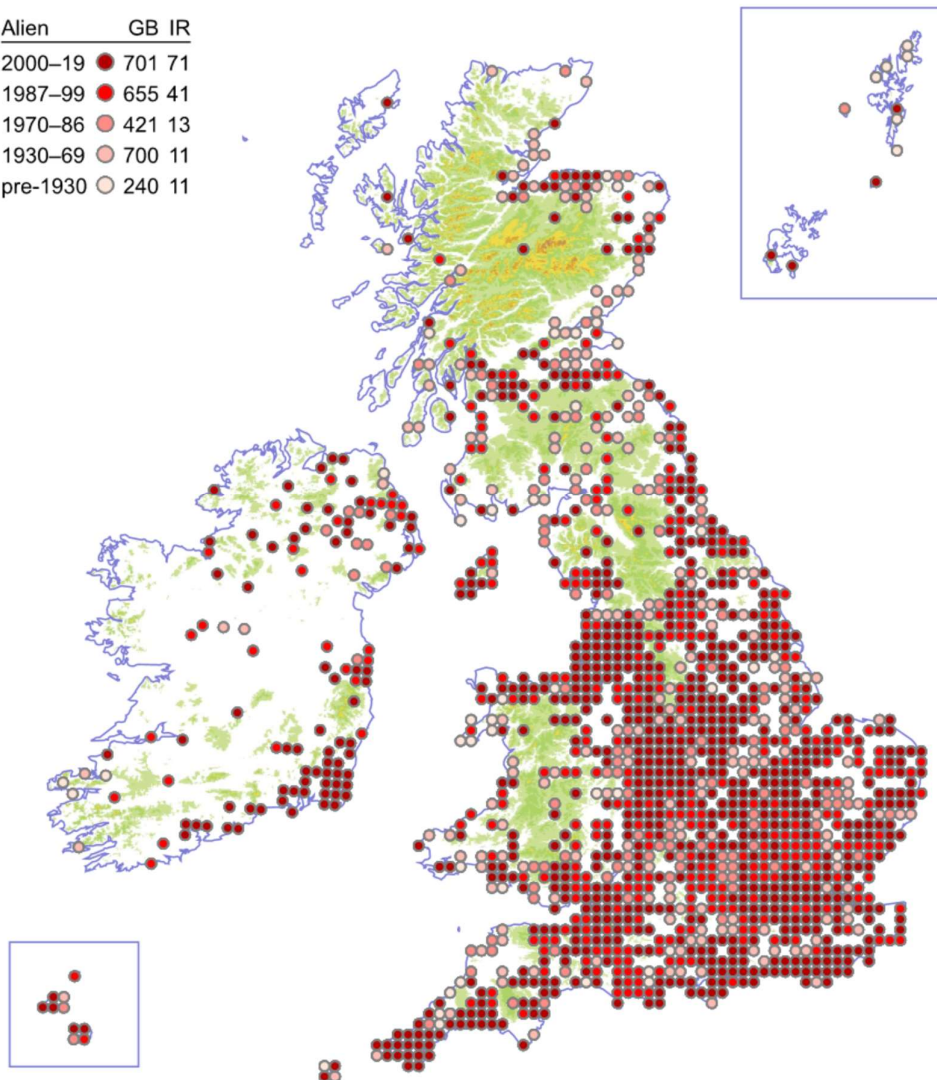 Alien GB IR
2000–19 701 71
1987–99 655 41
1970–86 421 13
1930–69 700 11
pre-1930 240 11